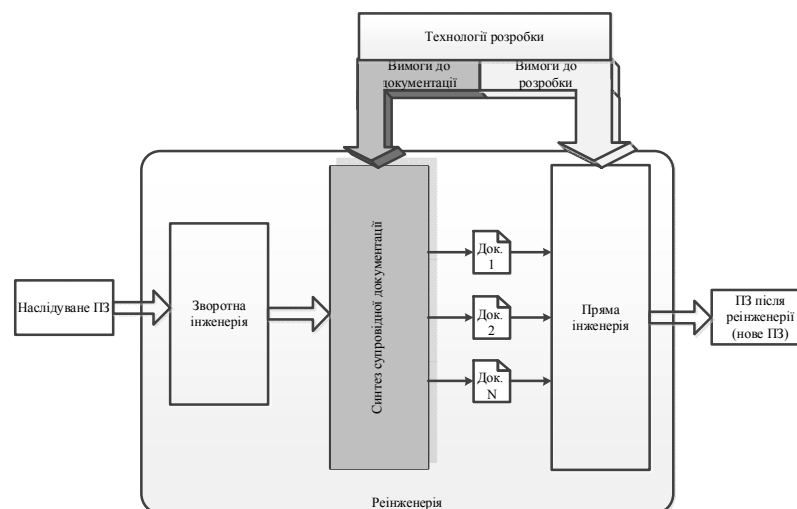 Технології розробки
Вимоги до
документації
Вимоги до
розробки
Наслідуване ПЗ
Зворотна
інженерія
Синтез супровідної документації
Док.
1
Док.
2
Док.
N
Пряма
інженерія
ПЗ після
реінженерії
(нове ПЗ)
Реінженерія